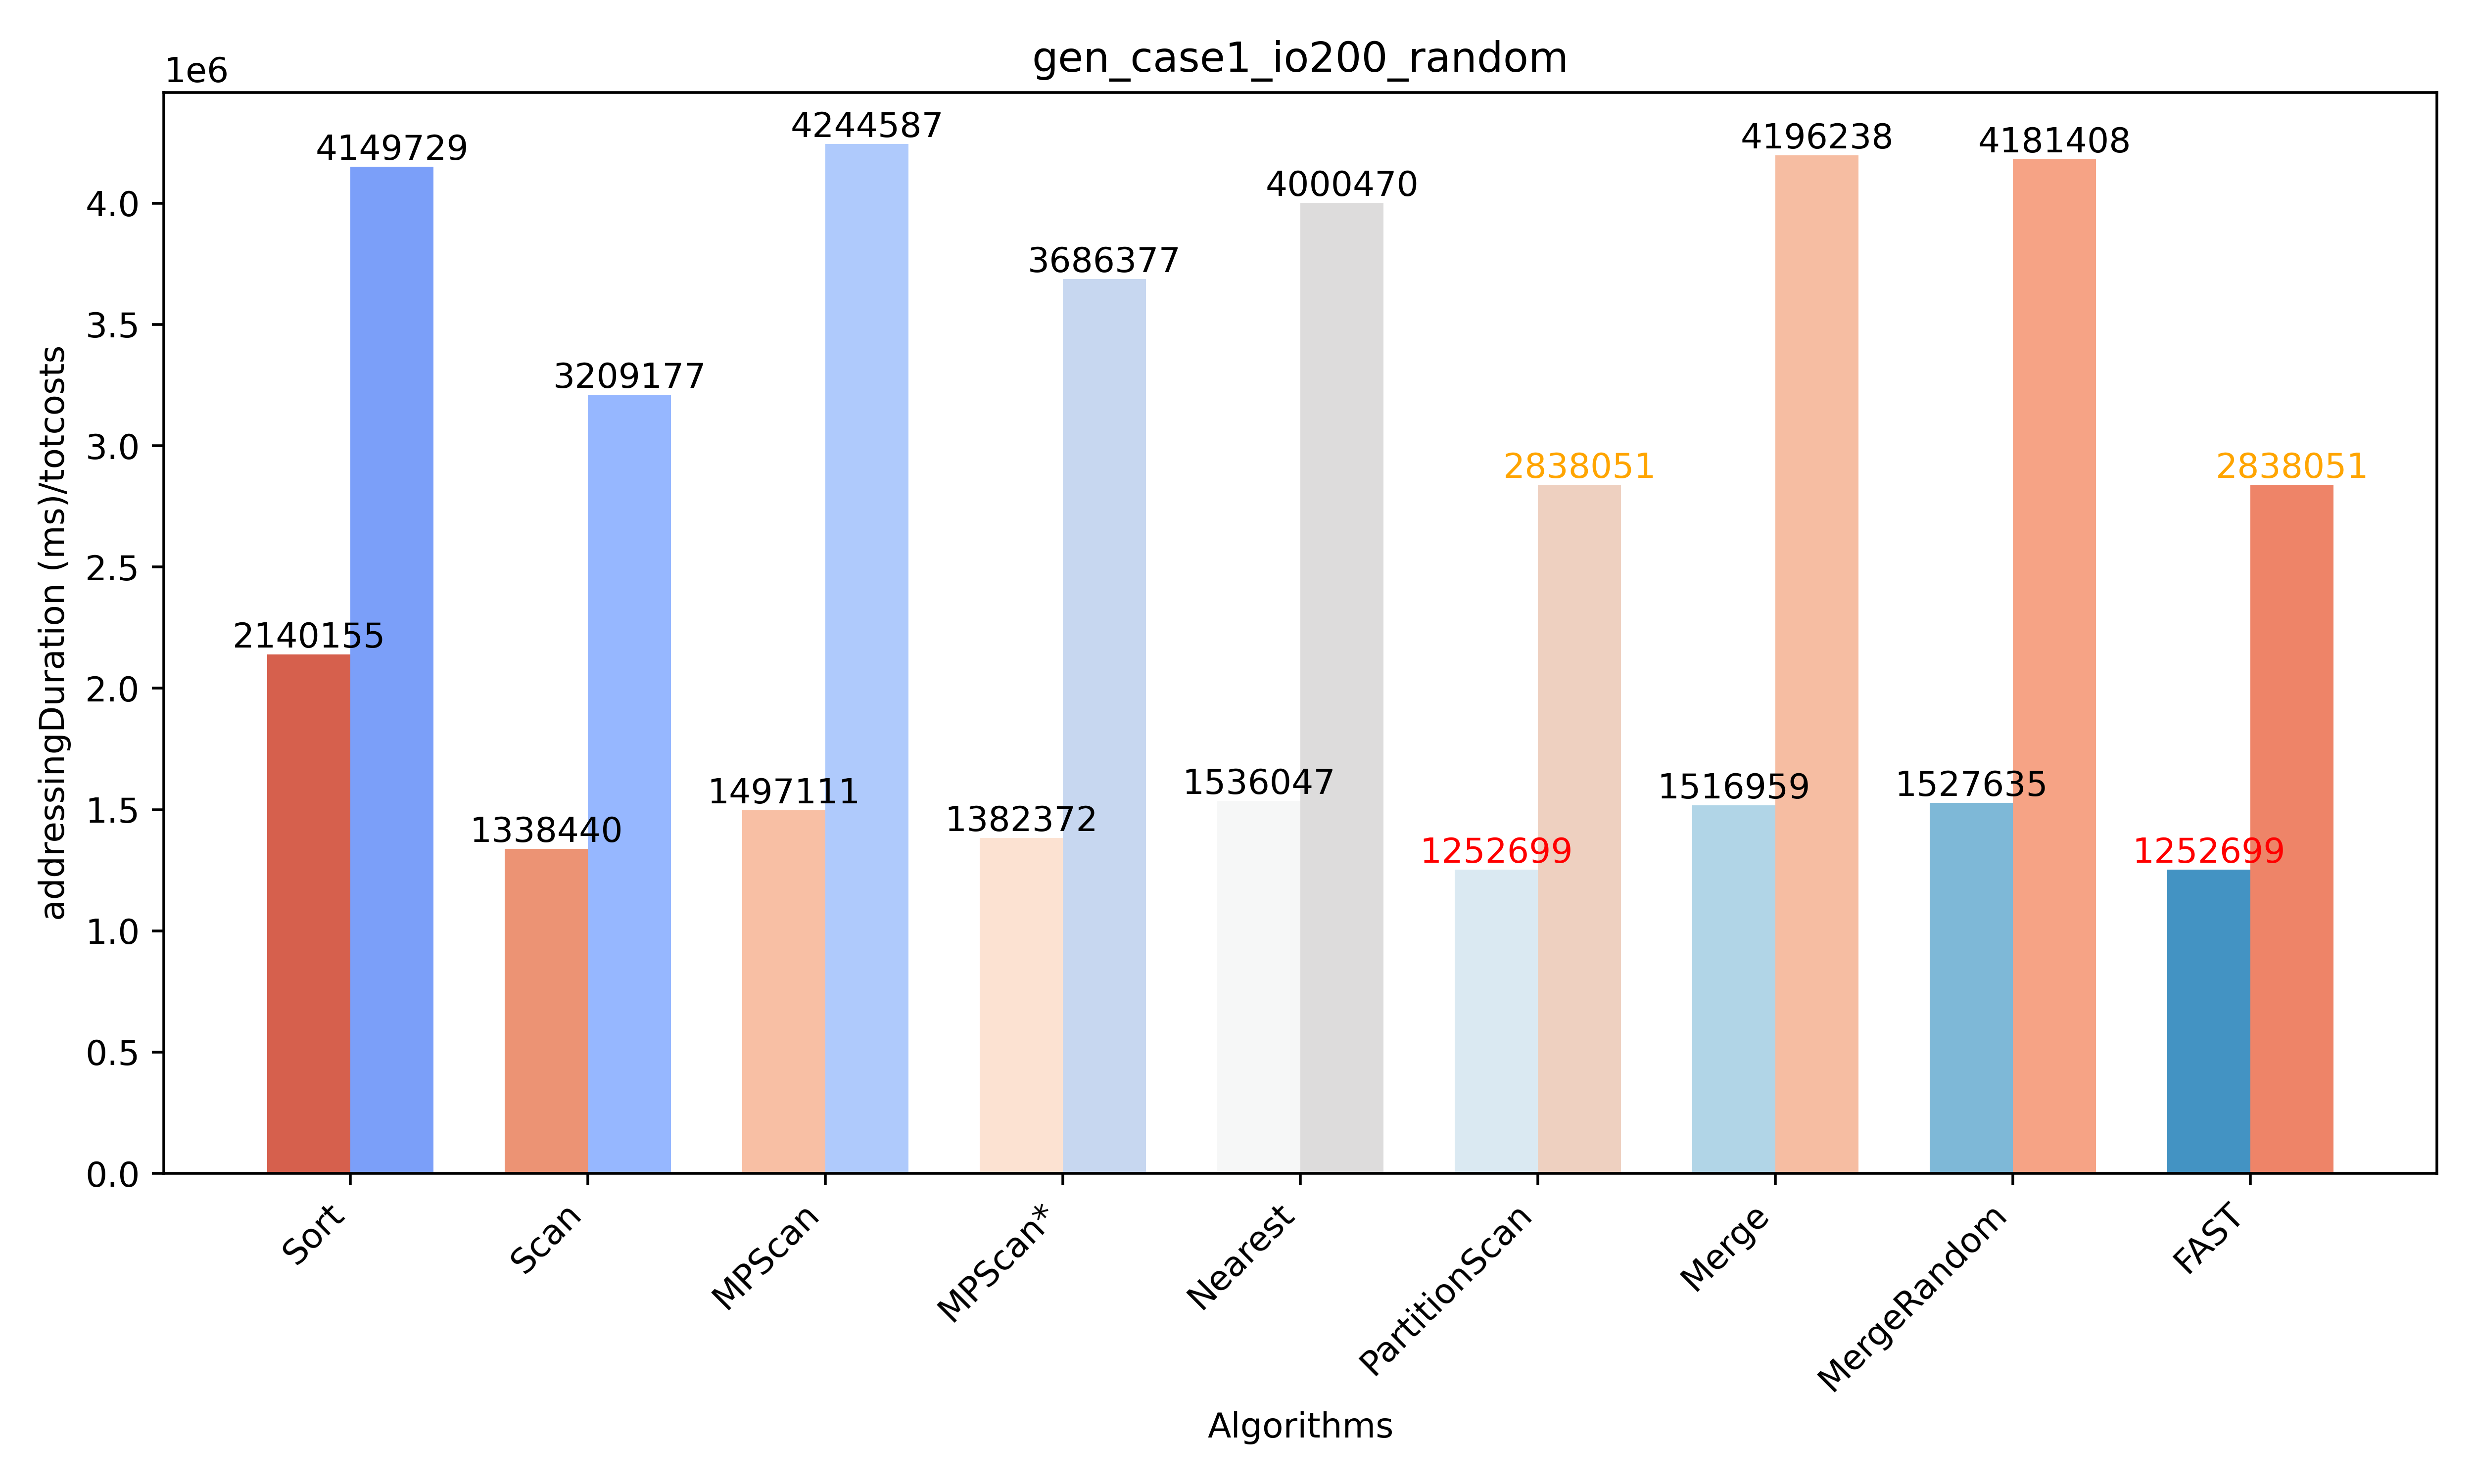 gen_case1_io200_random
1e6
addressingDuration (ms)/totcosts
4.0
3.5
3.0
2.5
2.0
1.5
1.0
0.5
0.0
2140155
4149729
1338440
3209177
1497111
4244587
1382372
3686377
1536047
4000470
1252699
2838051
1516959
4196238
1527635
4181408
1252699
2838051
Sort
Scan
MPScan
MPScan*
Nearest
PartitionScan
Merge
MergeRandom
FAST
Algorithms